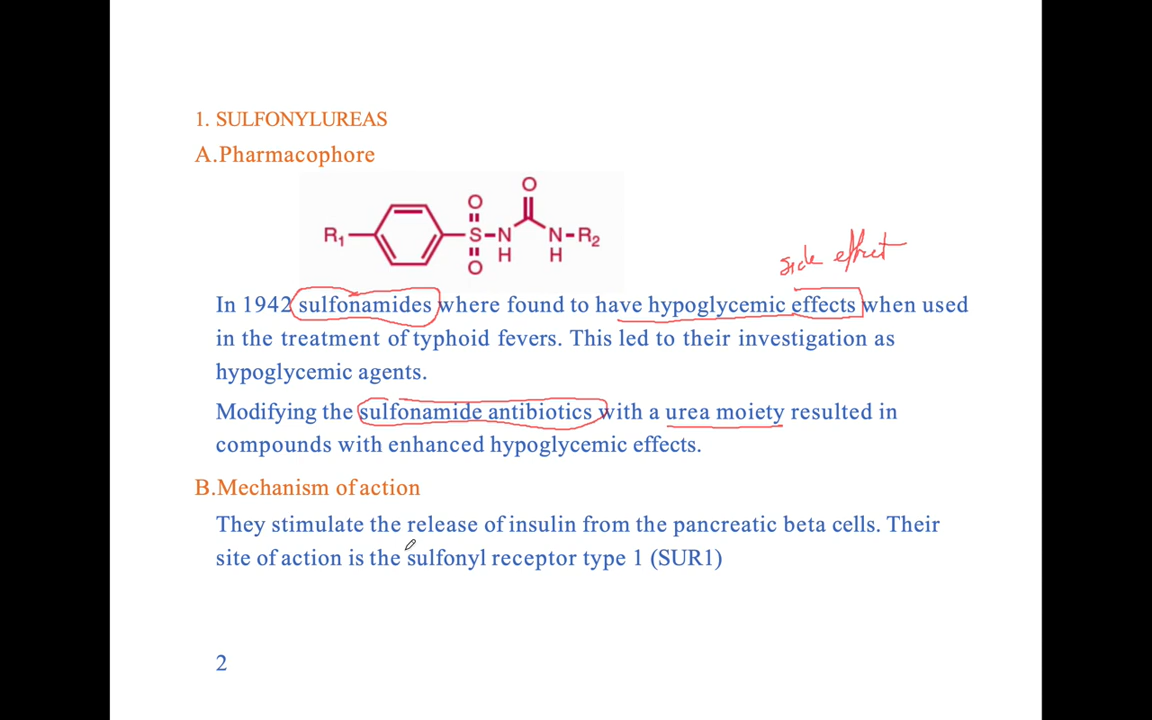 1. SULFONYLUREAS
A.Pharmacophore
O
O
R1 S-N N-R2
H H
O
side effect
In 1942 sulfonamides where found to have hypoglycemic effects when used
in the treatment of typhoid fevers. This led to their investigation as
hypoglycemic agents.
Modifying the sulfonamide antibiotics with a urea moiety resulted in
compounds with enhanced hypoglycemic effects.
B.Mechanism of action
They stimulate the release of insulin from the pancreatic beta cells. Their
site of action is the sulfonyl receptor type 1 (SUR1)
2